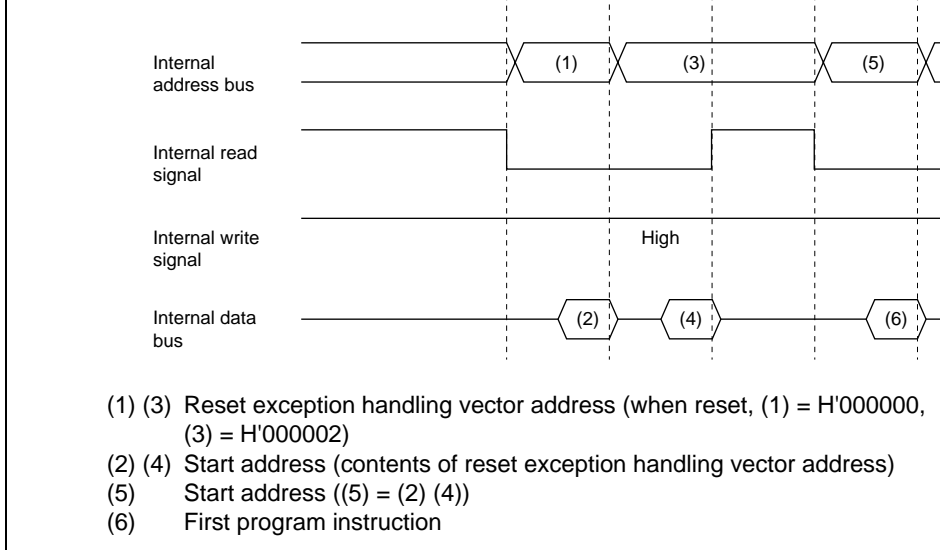 Internal
address bus
(1) (3) (5)
Internal read
signal
Internal write
signal
High
Internal data
bus
(2) (4) (6)
(1) (3) Reset exception handling vector address (when reset, (1) = H'000000,
(3) = H'000002)
(2) (4) Start address (contents of reset exception handling vector address)
(5) Start address ((5) = (2) (4))
(6) First program instruction